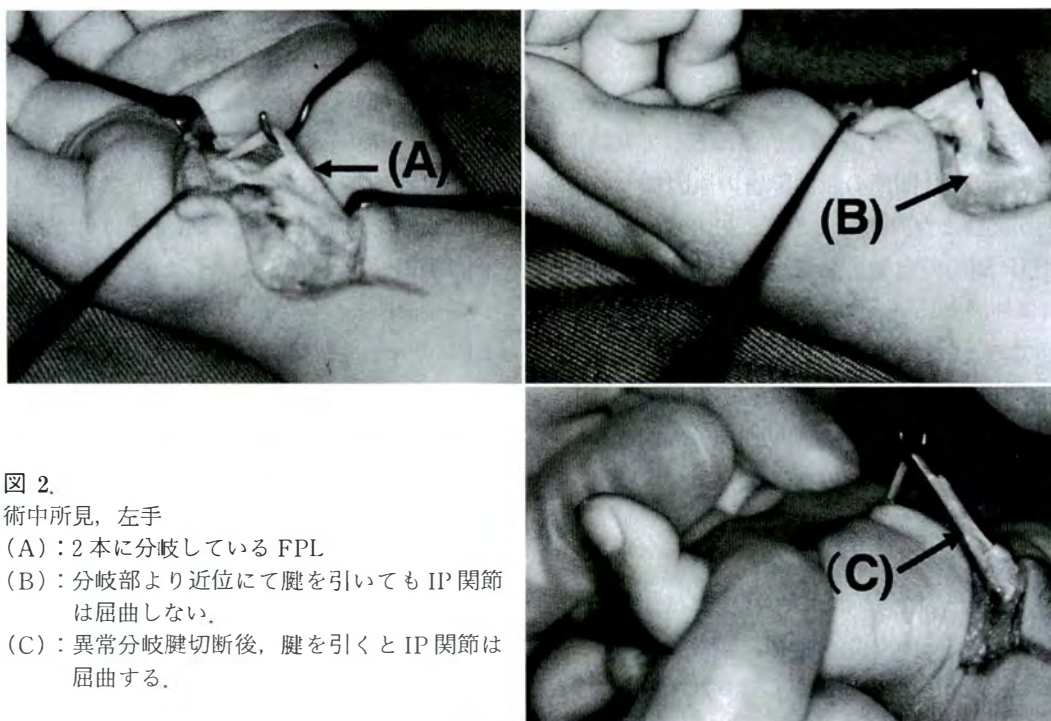 (A)
(B)
(C)
図 2.
術中所見，左手
(A)：2本に分岐している FPL
(B)：分岐部より近位にて腱を引いても IP 関節
は屈曲しない．
(C)：異常分岐腱切断後，腱を引くと IP 関節は
屈曲する．